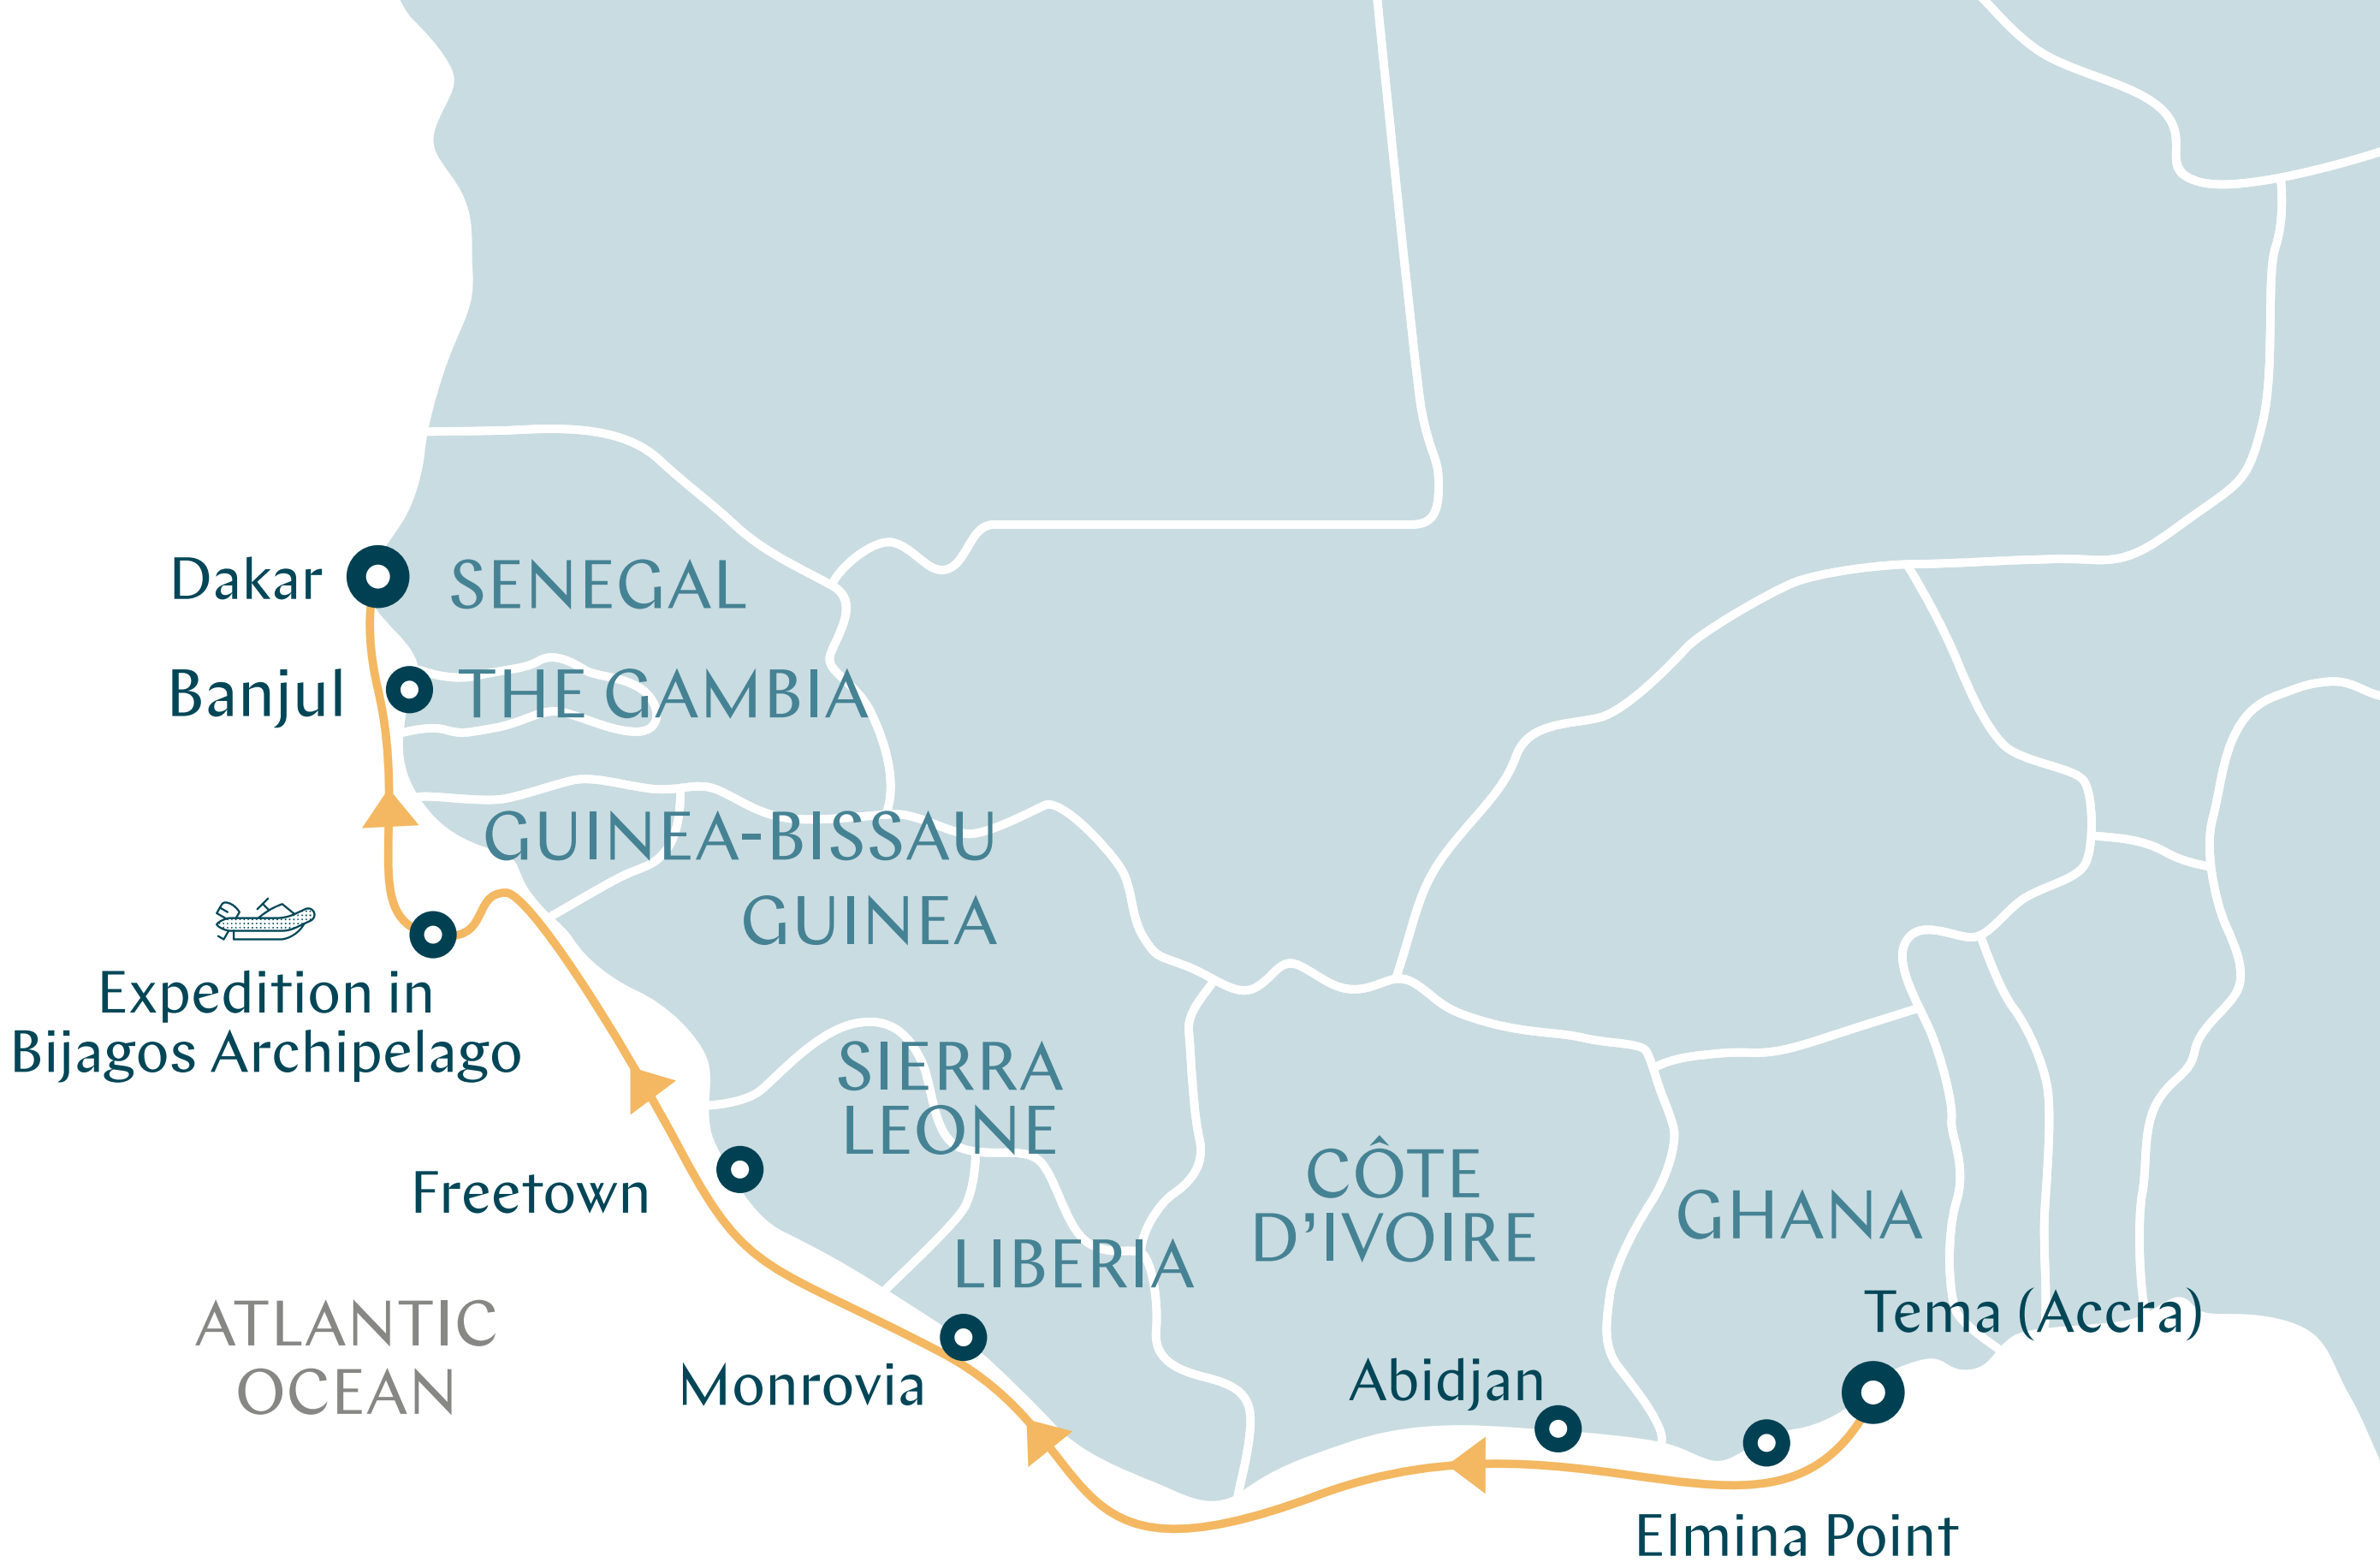 Dakar
SENEGAL
Banjul
THE GAMBIA
GUINEA-BISSAU
GUINEA
Expedition in
Bijagos Archipelago
SIERRA
LEONE
Freetown
CÔTE
D’IVOIRE
GHANA
LIBERIA
ATLANTIC
OCEAN
Tema (Accra)
Monrovia
Abidjan
Elmina Point